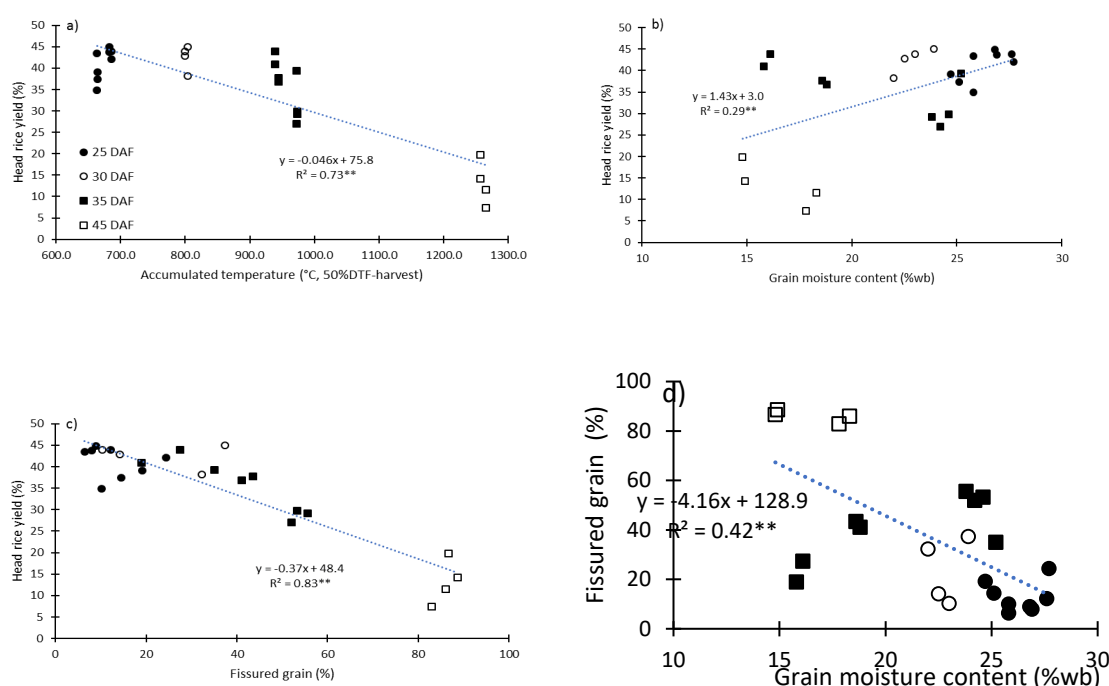 a)
Head rice yield (%)
50
45
40
35
30
25
20
15
10
5
0
25 DAF
30 DAF
35 DAF
45 DAF
y = -0.046x + 75.8
R² = 0.73**
600.0 700.0 800.0 900.0 1000.0 1100.0 1200.0 1300.0
Accumulated temperature (°C, 50%DTF-harvest)
b)
Head rice yield (%)
50
45
40
35
30
25
20
15
10
5
0
y = 1.43x + 3.0
R² = 0.29**
10 15 20 25 30
Grain moisture content (%wb)
c)
Head rice yield (%)
50
45
40
35
30
25
20
15
10
5
0
y = -0.37x + 48.4
R² = 0.83**
0 20 40 60 80 100
Fissured grain (%)
d)
Fissured grain (%)
100
80
60
40
20
0
y = -4.16x + 128.9
R² = 0.42**
10 15 20 25 30
Grain moisture content (%wb)